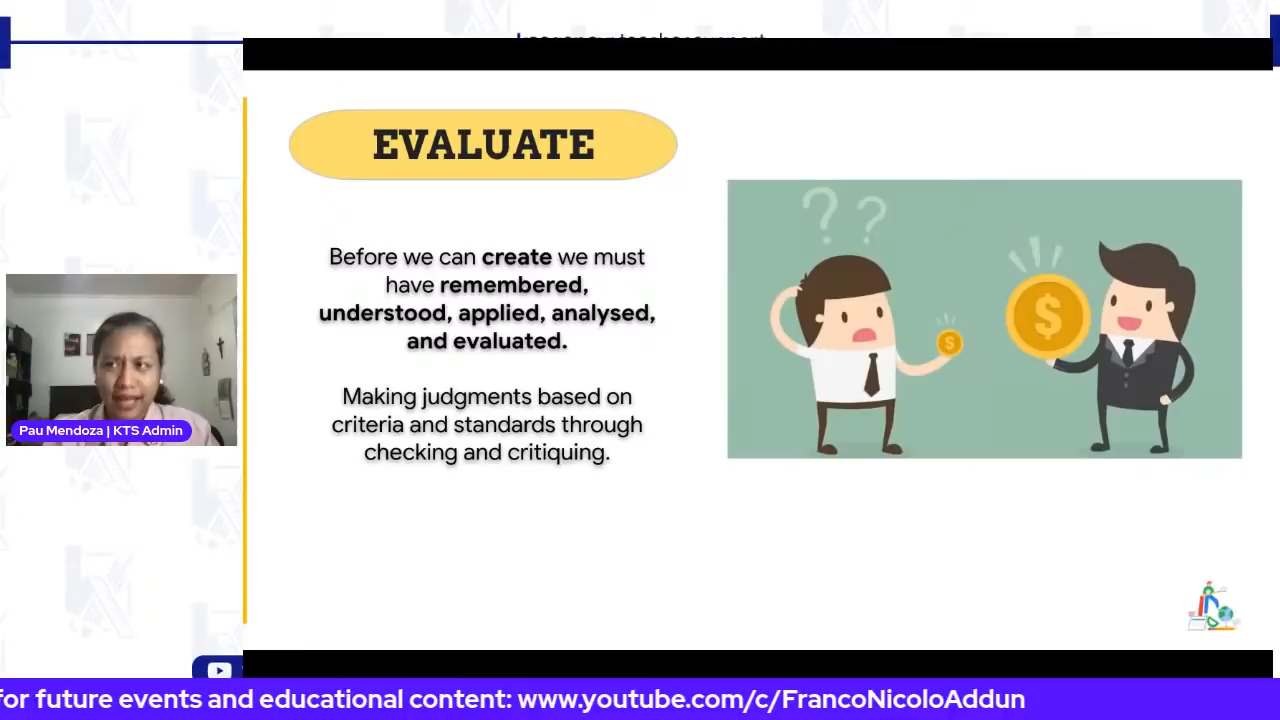 EVALUATE
Before we can create we must
have remembered,
understood, applied, analysed,
and evaluated.
Making judgments based on
criteria and standards through
checking and critiquing.
? ?
$
$
Pau Mendoza | KTS Admin
for future events and educational content: www.youtube.com/c/FrancoNicoloAddun